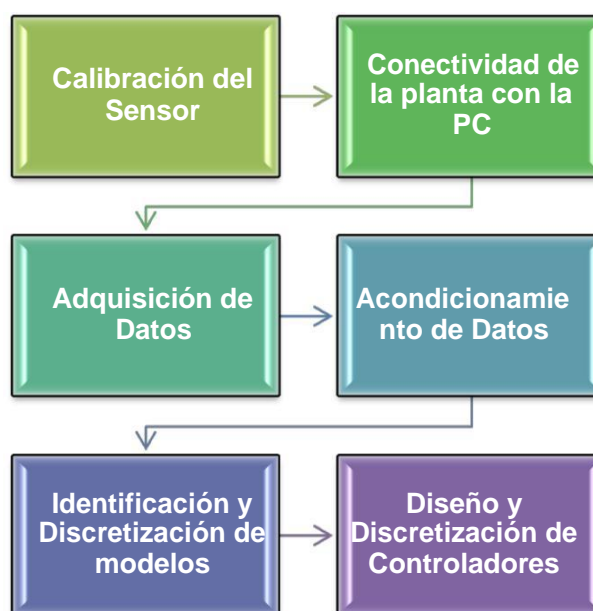 Calibración del
Sensor
Conectividad de
la planta con la
PC
Adquisición de
Datos
Acondicionamie
nto de Datos
Identificación y
Discretización de
modelos
Diseño y
Discretización de
Controladores